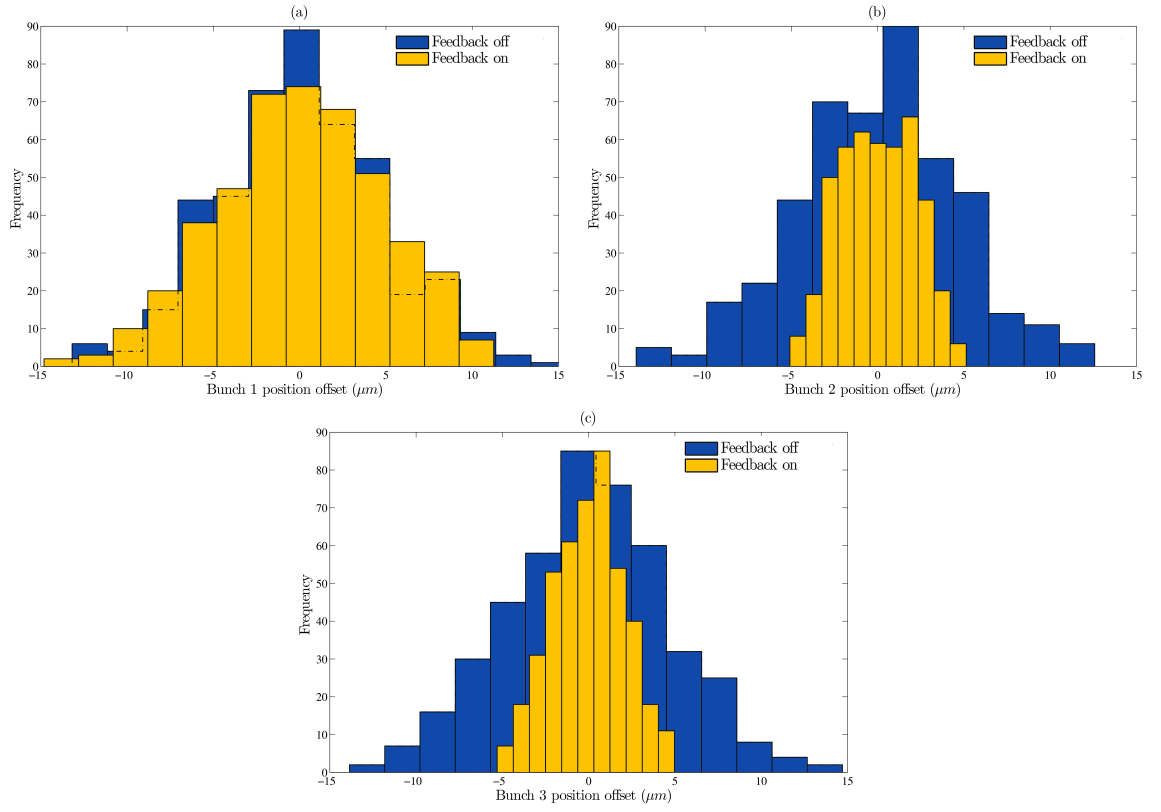 (a)
90
80
70
60
50
40
30
20
10
0
Frequency
Feedback off
Feedback on
−15 −10 −5 0 5 10 15
Bunch 1 position offset (μm)
(b)
90
80
70
60
50
40
30
20
10
0
Frequency
Feedback off
Feedback on
−15 −10 −5 0 5 10 15
Bunch 2 position offset (μm)
(c)
90
80
70
60
50
40
30
20
10
0
Frequency
Feedback off
Feedback on
−15 −10 −5 0 5 10 15
Bunch 3 position offset (μm)